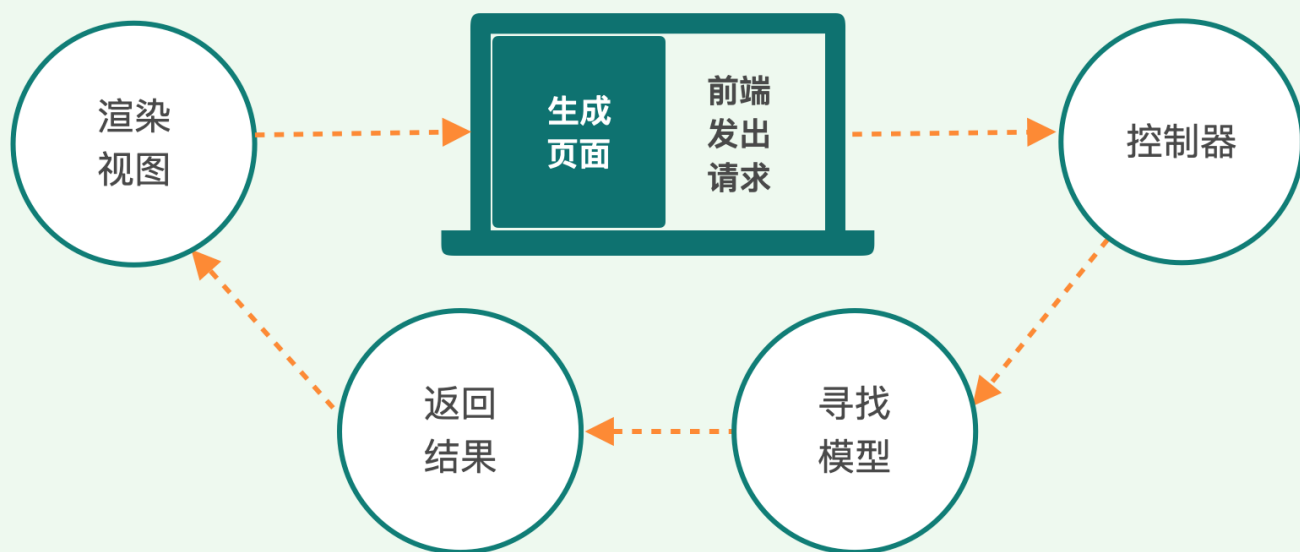 渲染
视图
生成
页面
前端
发出
请求
控制器
返回
结果
寻找
模型